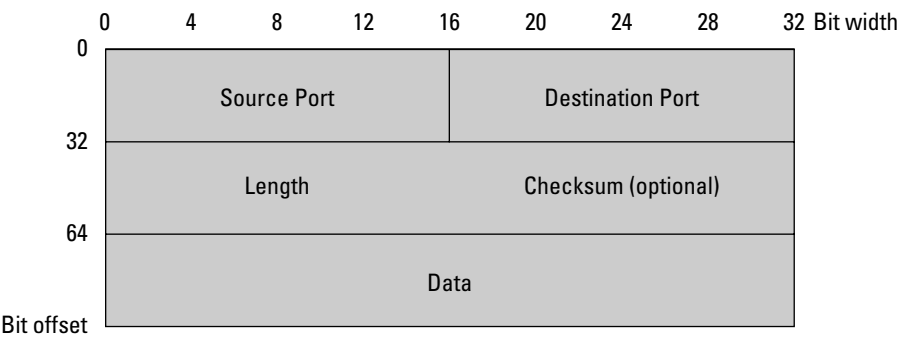 0 4 8 12 16 20 24 28 32 Bit width
0
Source Port Destination Port
32
Length Checksum (optional)
64
Data
Bit offset